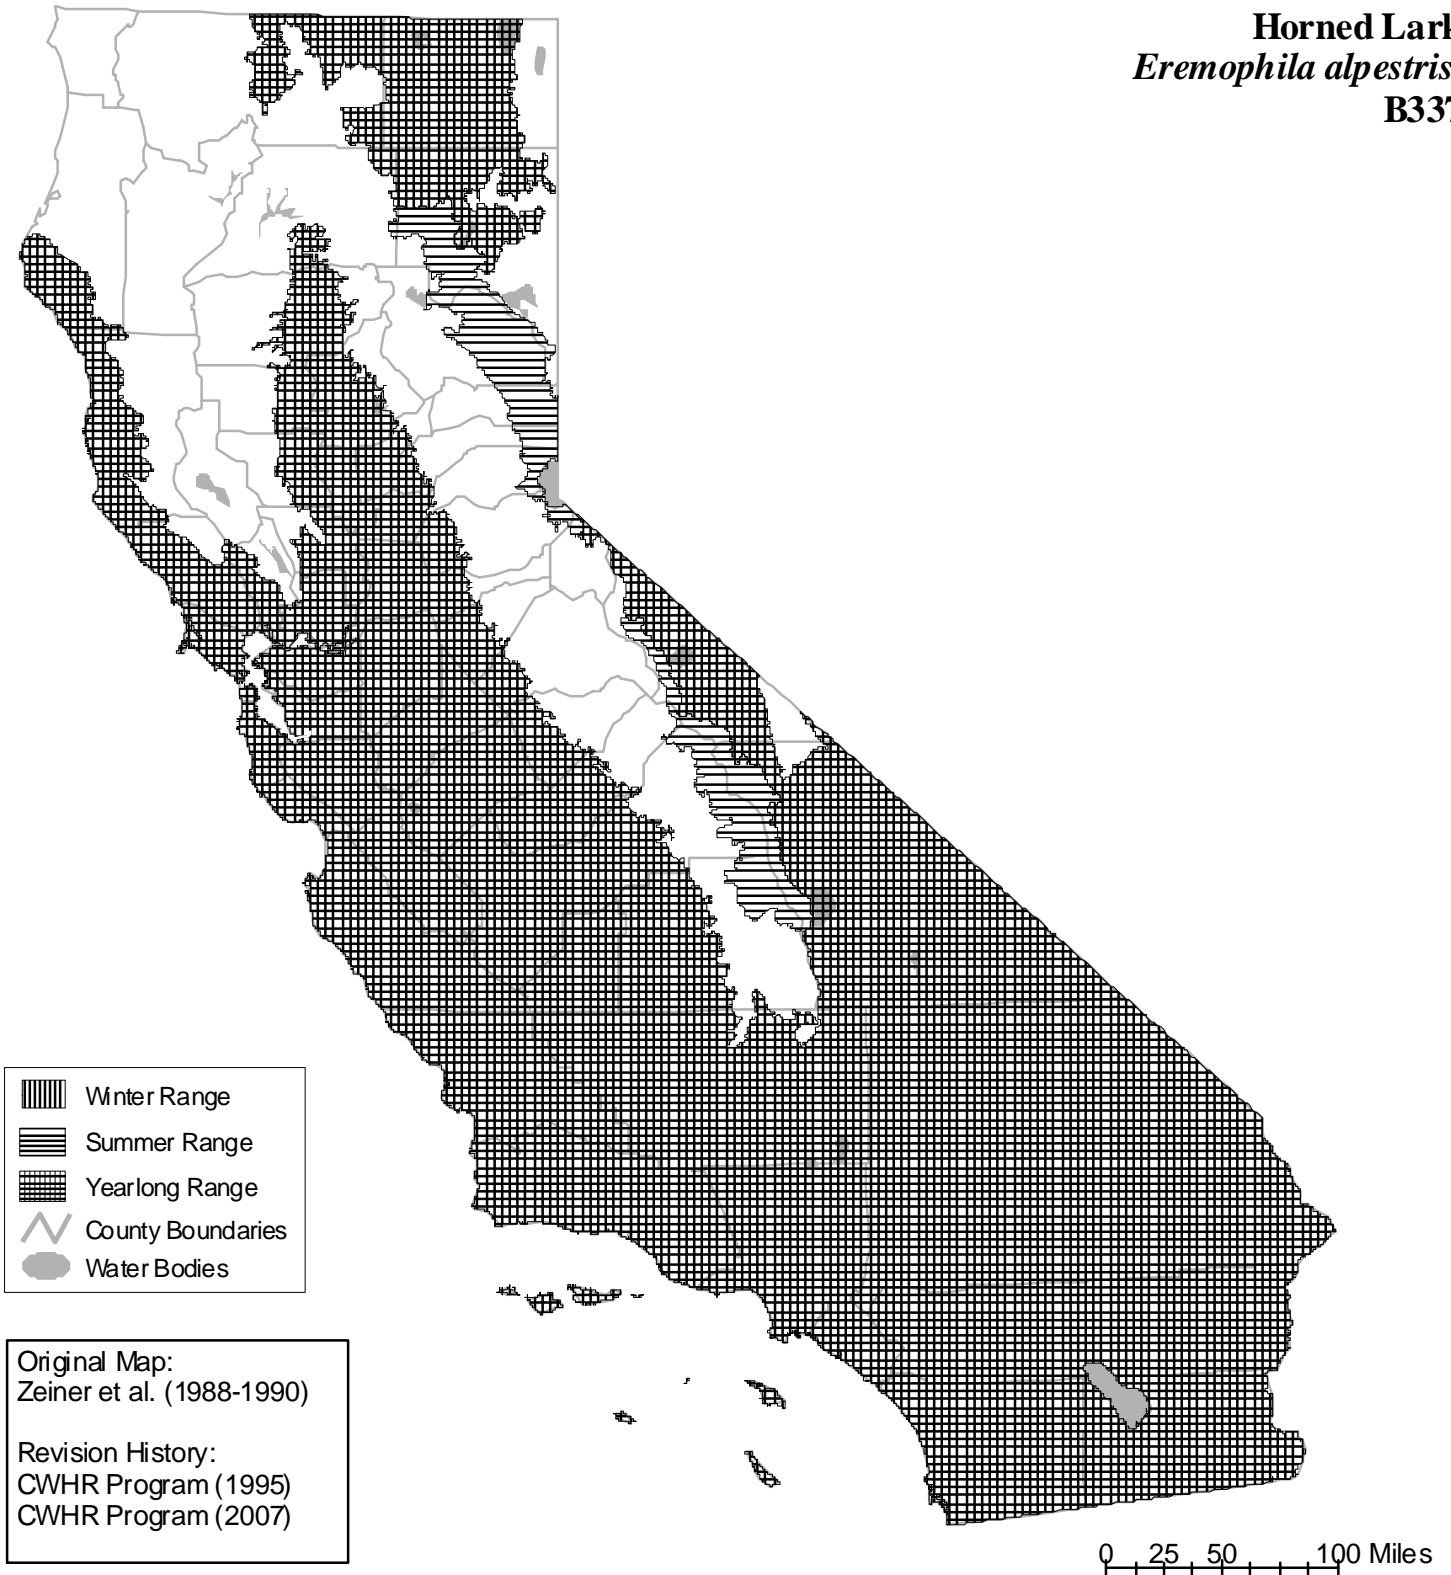 Horned Lark
Eremophila alpestris
B337
Winter Range
Summer Range
Yearlong Range
County Boundaries
Water Bodies
Original Map:
Zeiner et al. (1988-1990)
Revision History:
CWHR Program (1995)
CWHR Program (2007)
0 25 50 100 Miles